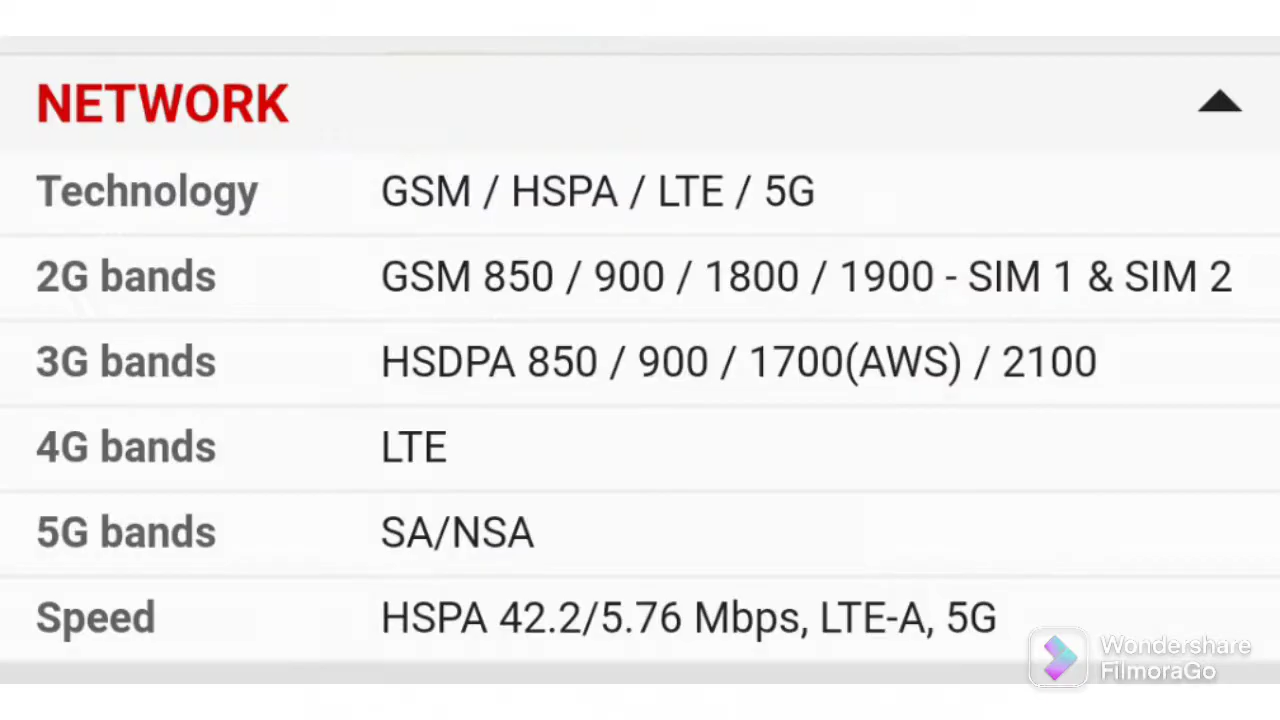 NETWORK
Technology GSM / HSPA / LTE / 5G
2G bands GSM 850 / 900 / 1800 / 1900 - SIM 1 & SIM 2
3G bands HSDPA 850 / 900 / 1700(AWS) / 2100
4G bands LTE
5G bands SA/NSA
Speed HSPA 42.2/5.76 Mbps, LTE-A, 5G
Wondershare
FilmoraGo